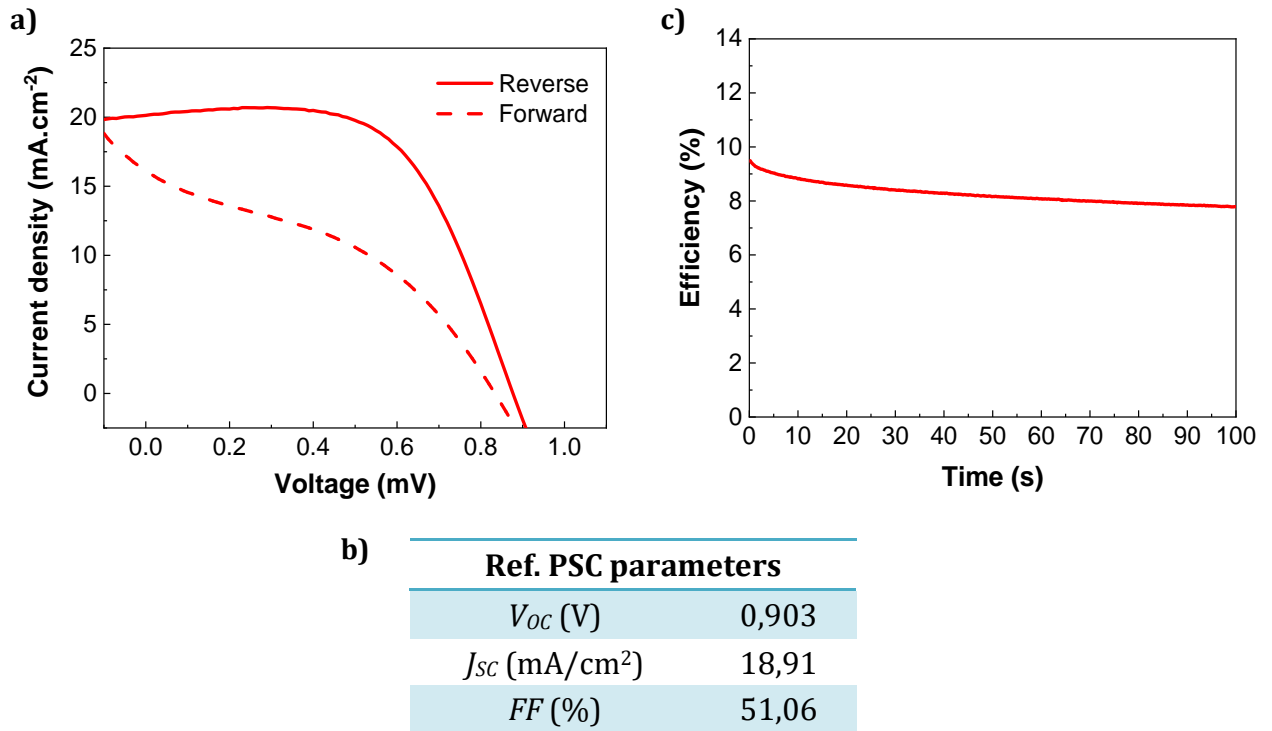 a)
Current density (mA.cm-2)
25
20
15
10
5
0
0.0 0.2 0.4 0.6 0.8 1.0
Voltage (mV)
Reverse
Forward
c)
Efficiency (%)
14
12
10
8
6
4
2
0
0 10 20 30 40 50 60 70 80 90 100
Time (s)
b)
Ref. PSC parameters
VOC (V) 0,903
JSC (mA/cm2) 18,91
FF (%) 51,06